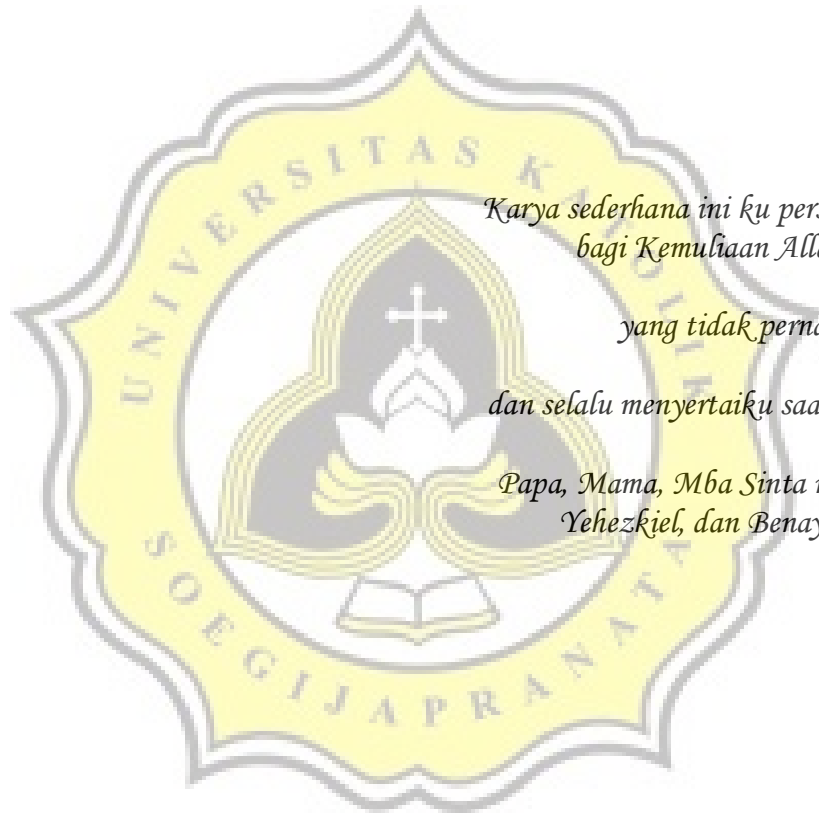 UNIVERSITAS KATOLIK
Karya sederhana ini ku pers
bagi Kemuliaan All
yang tidak perna
dan selalu menyertaiku saa
Papa, Mama, Mba Sinta
Yehezkiel, dan Benay
SOEGIJAPRANATA